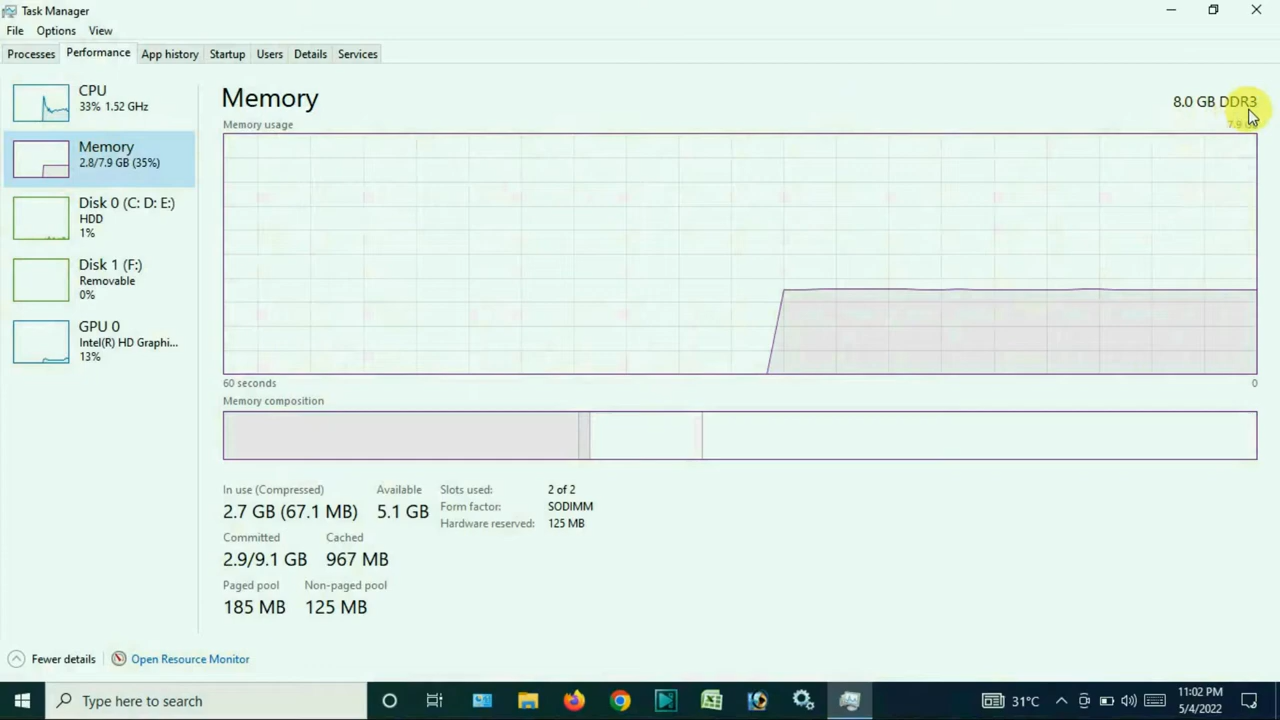 Task Manager
File Options View
Processes Performance App history Startup Users Details Services
CPU
33% 1.52 GHz
Memory
2.8/7.9 GB (35%)
Disk 0 (C: D: E:)
HDD
1%
Disk 1 (F:)
Removable
0%
GPU 0
Intel(R) HD Graphi...
13%
Memory
8.0 GB DDR3
Memory usage
60 seconds
0
Memory composition
In use (Compressed)
2.7 GB (67.1 MB)
Available
5.1 GB
Slots used: 2 of 2
Form factor: SODIMM
Hardware reserved: 125 MB
Committed
2.9/9.1 GB
Cached
967 MB
Paged pool
185 MB
Non-paged pool
125 MB
Fewer details Open Resource Monitor
Type here to search
31°C
11:02 PM
5/4/2022